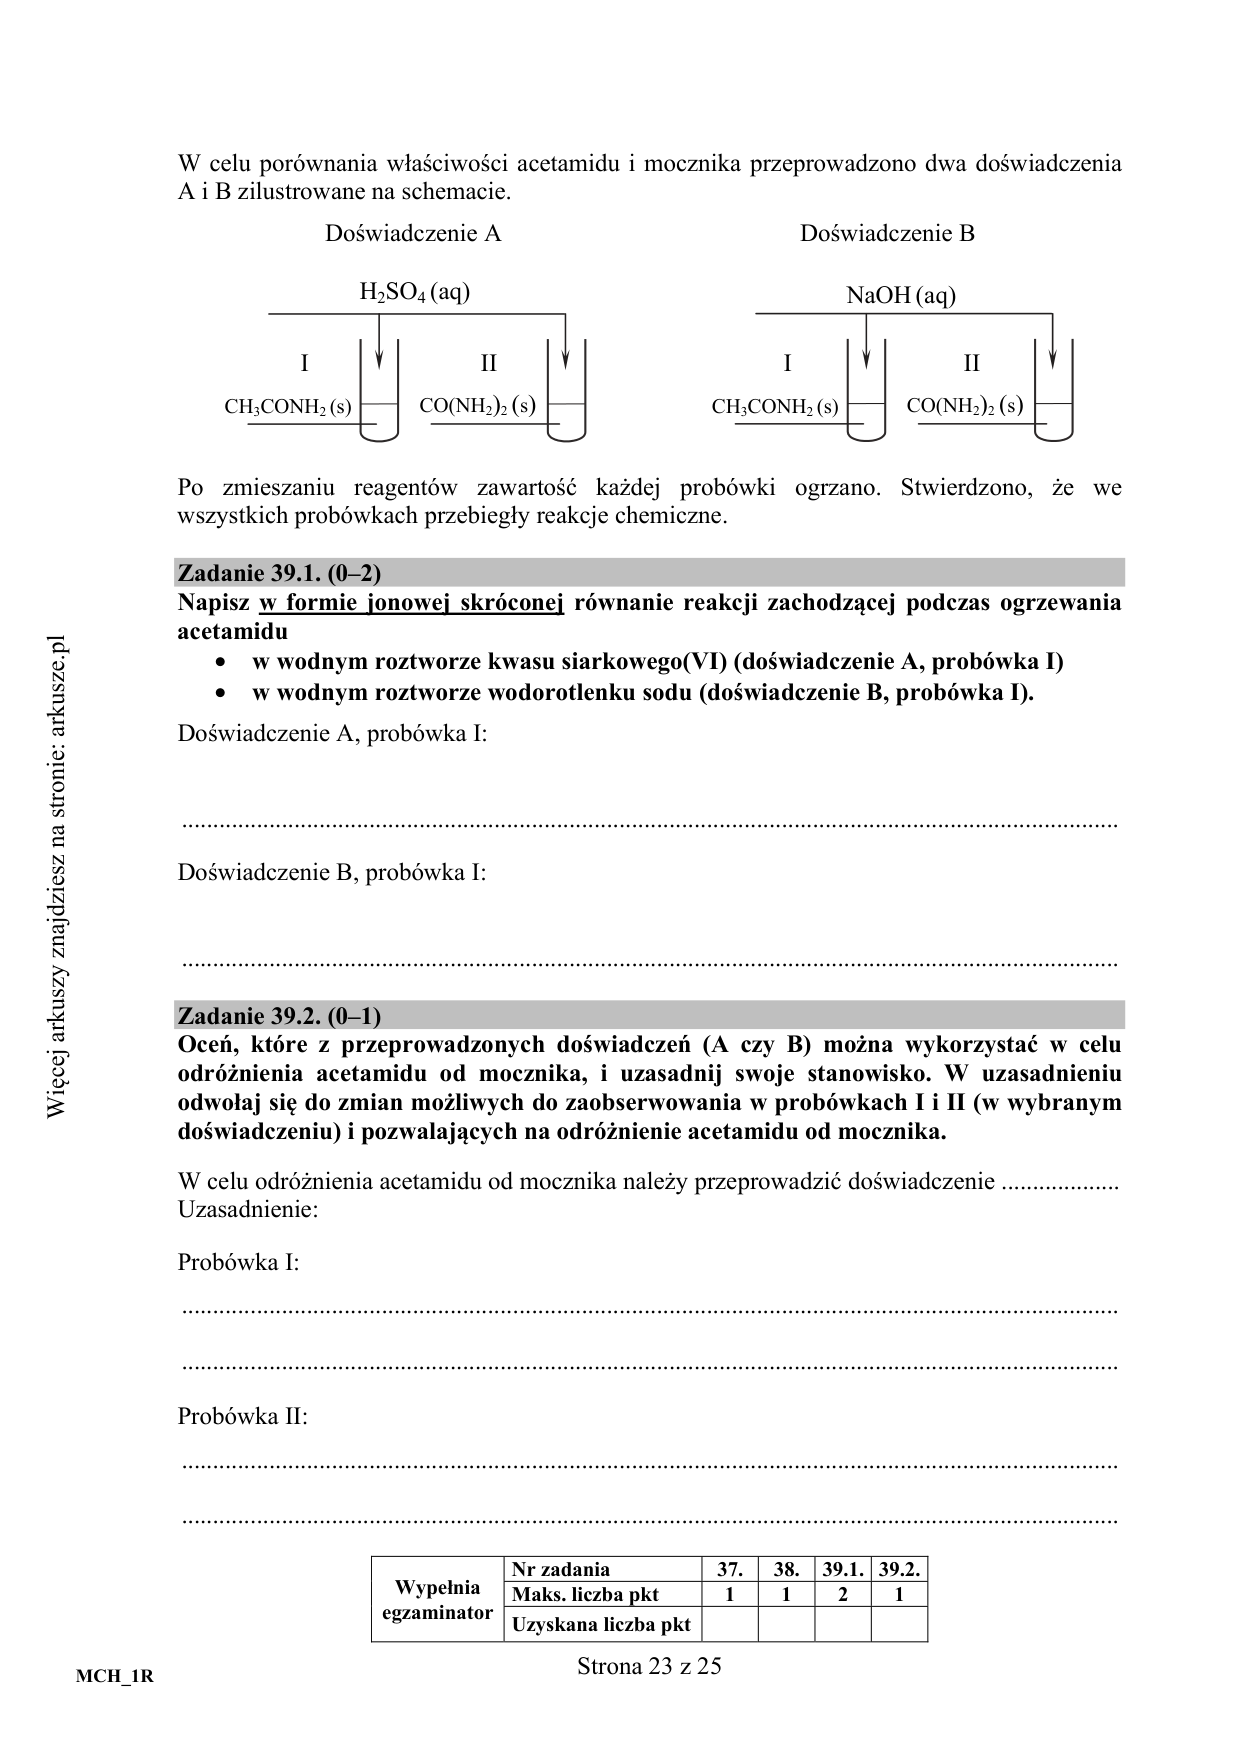 W celu porównania właściwości acetamidu i mocznika przeprowadzono dwa doświadczenia
A i B zilustrowane na schemacie.
Doświadczenie A
Doświadczenie B
H₂SO₄ (aq)
NaOH (aq)
I
II
I
II
CH₃CONH₂ (s)
CO(NH₂)₂ (s)
CH₃CONH₂ (s)
CO(NH₂)₂ (s)
Po zmieszaniu reagentów zawartość każdej probówki ogrzano. Stwierdzono, że we
wszystkich probówkach przebiegły reakcje chemiczne.
Zadanie 39.1. (0–2)
Napisz w formie jonowej skróconej równanie reakcji zachodzącej podczas ogrzewania
acetamidu
• w wodnym roztworze kwasu siarkowego(VI) (doświadczenie A, probówka I)
• w wodnym roztworze wodorotlenku sodu (doświadczenie B, probówka I).
Doświadczenie A, probówka I:
......................................................................................................................................................
Doświadczenie B, probówka I:
......................................................................................................................................................
Zadanie 39.2. (0–1)
Oceń, które z przeprowadzonych doświadczeń (A czy B) można wykorzystać w celu
odróżnienia acetamidu od mocznika, i uzasadnij swoje stanowisko. W uzasadnieniu
odwołaj się do zmian możliwych do zaobserwowania w probówkach I i II (w wybranym
doświadczeniu) i pozwalających na odróżnienie acetamidu od mocznika.
W celu odróżnienia acetamidu od mocznika należy przeprowadzić doświadczenie ...................
Uzasadnienie:
Probówka I:
......................................................................................................................................................
......................................................................................................................................................
Probówka II:
......................................................................................................................................................
......................................................................................................................................................
Wypełnia
egzaminator
Nr zadania 37. 38. 39.1. 39.2.
Maks. liczba pkt 1 1 2 1
Uzyskana liczba pkt
Strona 23 z 25
MCH_1R
Więcej arkuszy znajdziesz na stronie: arkusze.pl